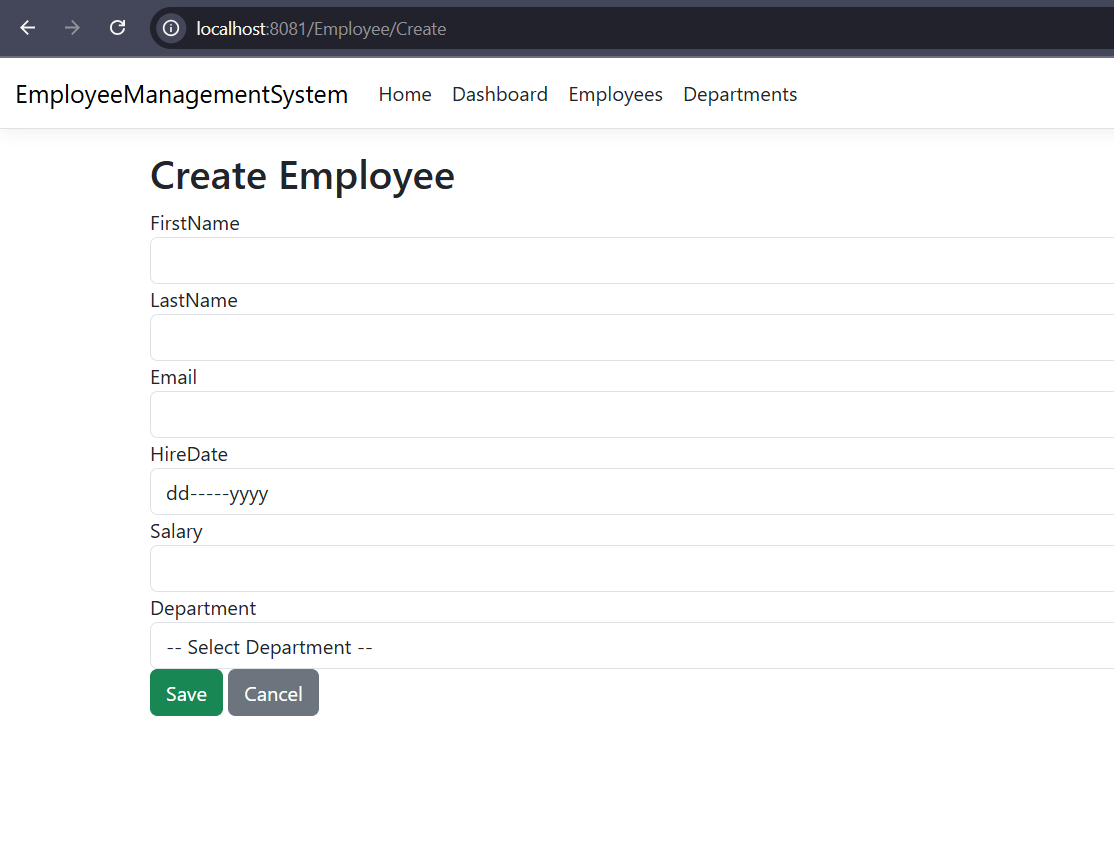 localhost:8081/Employee/Create
EmployeeManagementSystem Home Dashboard Employees Departments
Create Employee
FirstName
LastName
Email
HireDate
dd-----yyyy
Salary
Department
-- Select Department --
Save Cancel